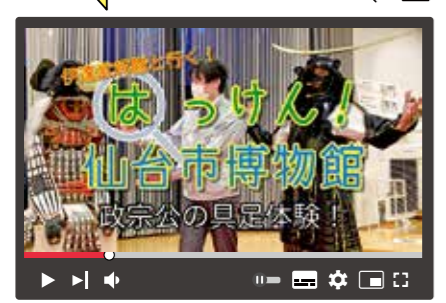 伊達武将隊と行く！
はっけん！
仙台市博物館
政宗公の具足体験！